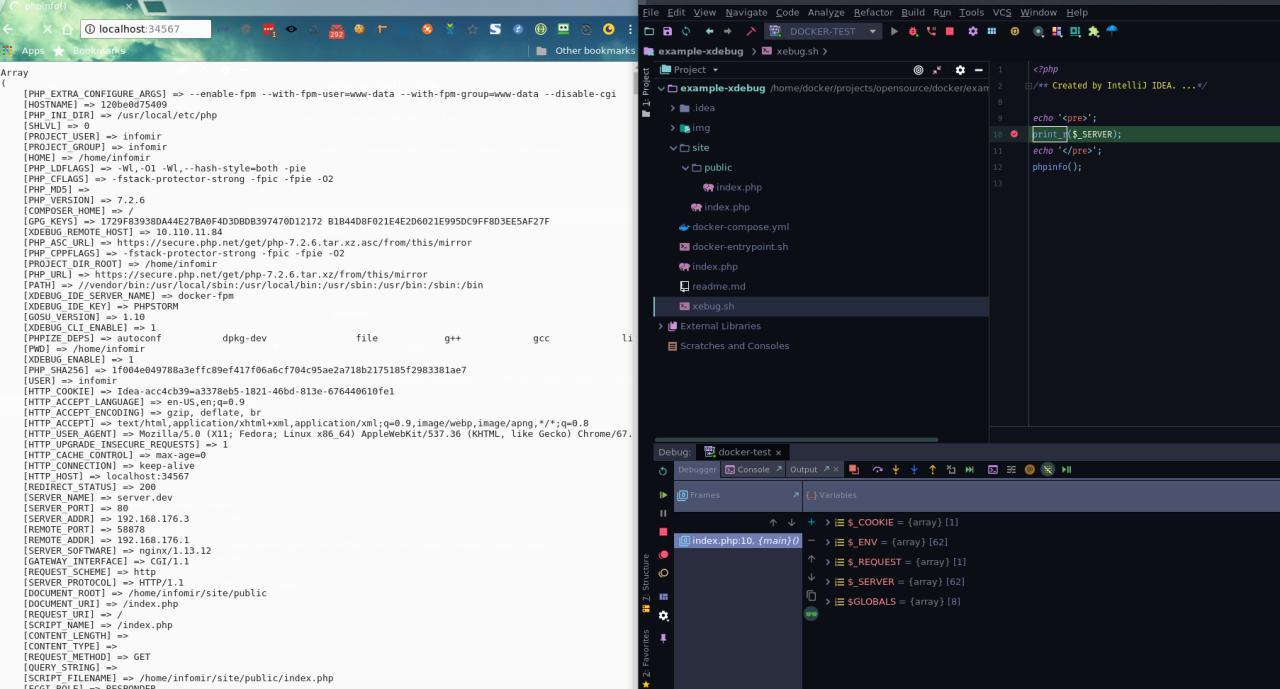 phpinfo() ×
localhost:34567
1
292
Apps
Bookmarks
Other bookmarks
Array
(
[PHP_EXTRA_CONFIGURE_ARGS] => --enable-fpm --with-fpm-user=www-data --with-fpm-group=www-data --disable-cgi
[HOSTNAME] => 120be0d75409
[PHP_INI_DIR] => /usr/local/etc/php
[SHLVL] => 0
[PROJECT_USER] => infomir
[PROJECT_GROUP] => infomir
[HOME] => /home/infomir
[PHP_LDFLAGS] => -Wl,-O1 -Wl,--hash-style=both -pie
[PHP_CFLAGS] => -fstack-protector-strong -fpic -fpie -O2
[PHP_MD5] =>
[PHP_VERSION] => 7.2.6
[COMPOSER_HOME] => /
[GPG_KEYS] => 1729F83938DA44E27BA0F4D3DBDB397470D12172 B1B44D8F021E4E2D6021E995DC9FF8D3EE5AF27F
[XDEBUG_REMOTE_HOST] => 10.110.11.84
[PHP_ASC_URL] => https://secure.php.net/get/php-7.2.6.tar.xz.asc/from/this/mirror
[PHP_CPPFLAGS] => -fstack-protector-strong -fpic -fpie -O2
[PROJECT_DIR_ROOT] => /home/infomir
[PHP_URL] => https://secure.php.net/get/php-7.2.6.tar.xz/from/this/mirror
[PATH] => //vendor/bin:/usr/local/sbin:/usr/local/bin:/usr/sbin:/usr/bin:/sbin:/bin
[XDEBUG_IDE_SERVER_NAME] => docker-fpm
[XDEBUG_IDE_KEY] => PHPSTORM
[GOSU_VERSION] => 1.10
[XDEBUG_CLI_ENABLE] => 1
[PHPIZE_DEPS] => autoconf dpkg-dev file g++ gcc li
[PWD] => /home/infomir
[XDEBUG_ENABLE] => 1
[PHP_SHA256] => 1f004e049788a3effc89ef417f06a6cf704c95ae2a718b2175185f2983381ae7
[USER] => infomir
[HTTP_COOKIE] => Idea-acc4cb39=a3378eb5-1821-46bd-813e-676440610fe1
[HTTP_ACCEPT_LANGUAGE] => en-US,en;q=0.9
[HTTP_ACCEPT_ENCODING] => gzip, deflate, br
[HTTP_ACCEPT] => text/html,application/xhtml+xml,application/xml;q=0.9,image/webp,image/apng,*/*;q=0.8
[HTTP_USER_AGENT] => Mozilla/5.0 (X11; Fedora; Linux x86_64) AppleWebKit/537.36 (KHTML, like Gecko) Chrome/67.
[HTTP_UPGRADE_INSECURE_REQUESTS] => 1
[HTTP_CACHE_CONTROL] => max-age=0
[HTTP_CONNECTION] => keep-alive
[HTTP_HOST] => localhost:34567
[REDIRECT_STATUS] => 200
[SERVER_NAME] => server.dev
[SERVER_PORT] => 80
[SERVER_ADDR] => 192.168.176.3
[REMOTE_PORT] => 58878
[REMOTE_ADDR] => 192.168.176.1
[SERVER_SOFTWARE] => nginx/1.13.12
[GATEWAY_INTERFACE] => CGI/1.1
[REQUEST_SCHEME] => http
[SERVER_PROTOCOL] => HTTP/1.1
[DOCUMENT_ROOT] => /home/infomir/site/public
[DOCUMENT_URI] => /index.php
[REQUEST_URI] => /
[SCRIPT_NAME] => /index.php
[CONTENT_LENGTH] =>
[CONTENT_TYPE] =>
[REQUEST_METHOD] => GET
[QUERY_STRING] =>
[SCRIPT_FILENAME] => /home/infomir/site/public/index.php
[FCGI_ROLE] => RESPONDER
File Edit View Navigate Code Analyze Refactor Build Run Tools VCS Window Help
DOCKER-TEST
example-xdebug xebug.sh
1: Project
Project
example-xdebug /home/docker/projects/opensource/docker/exam
.idea
img
site
public
index.php
index.php
docker-compose.yml
docker-entrypoint.sh
index.php
readme.md
xebug.sh
External Libraries
Scratches and Consoles
1 <?php
2 /** Created by IntelliJ IDEA. ...*/
8
9 echo '<pre>';
10 print_r($_SERVER);
11 echo '</pre>';
12 phpinfo();
13
Debug: docker-test ×
Debugger Console Output
Frames
Variables
index.php:10, {main}()
$_COOKIE = {array} [1]
$_ENV = {array} [62]
$_REQUEST = {array} [1]
$_SERVER = {array} [62]
$GLOBALS = {array} [8]
7: Structure
2: Favorites